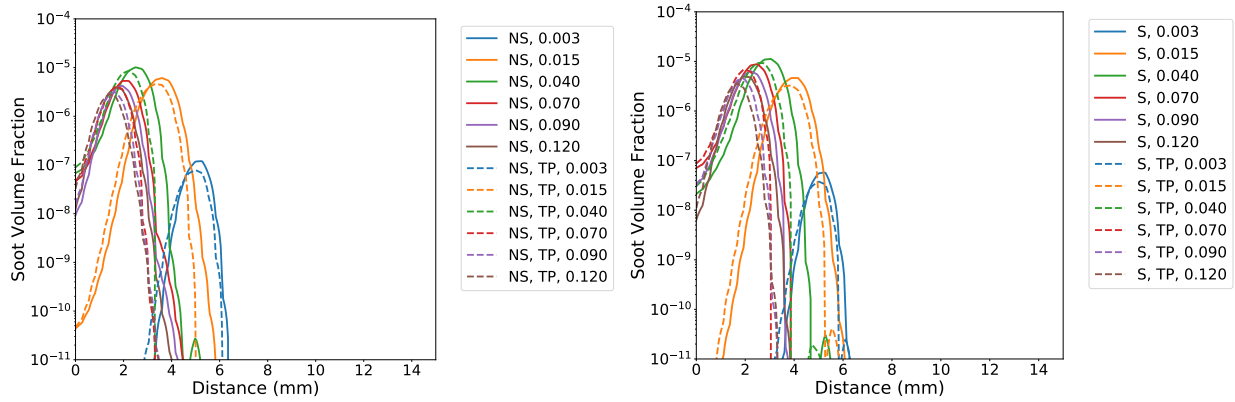 10⁻⁴
10⁻⁵
10⁻⁶
10⁻⁷
10⁻⁸
10⁻⁹
10⁻¹⁰
10⁻¹¹
Soot Volume Fraction
0 2 4 6 8 10 12 14
Distance (mm)
NS, 0.003
NS, 0.015
NS, 0.040
NS, 0.070
NS, 0.090
NS, 0.120
NS, TP, 0.003
NS, TP, 0.015
NS, TP, 0.040
NS, TP, 0.070
NS, TP, 0.090
NS, TP, 0.120
10⁻⁴
10⁻⁵
10⁻⁶
10⁻⁷
10⁻⁸
10⁻⁹
10⁻¹⁰
10⁻¹¹
Soot Volume Fraction
0 2 4 6 8 10 12 14
Distance (mm)
S, 0.003
S, 0.015
S, 0.040
S, 0.070
S, 0.090
S, 0.120
S, TP, 0.003
S, TP, 0.015
S, TP, 0.040
S, TP, 0.070
S, TP, 0.090
S, TP, 0.120